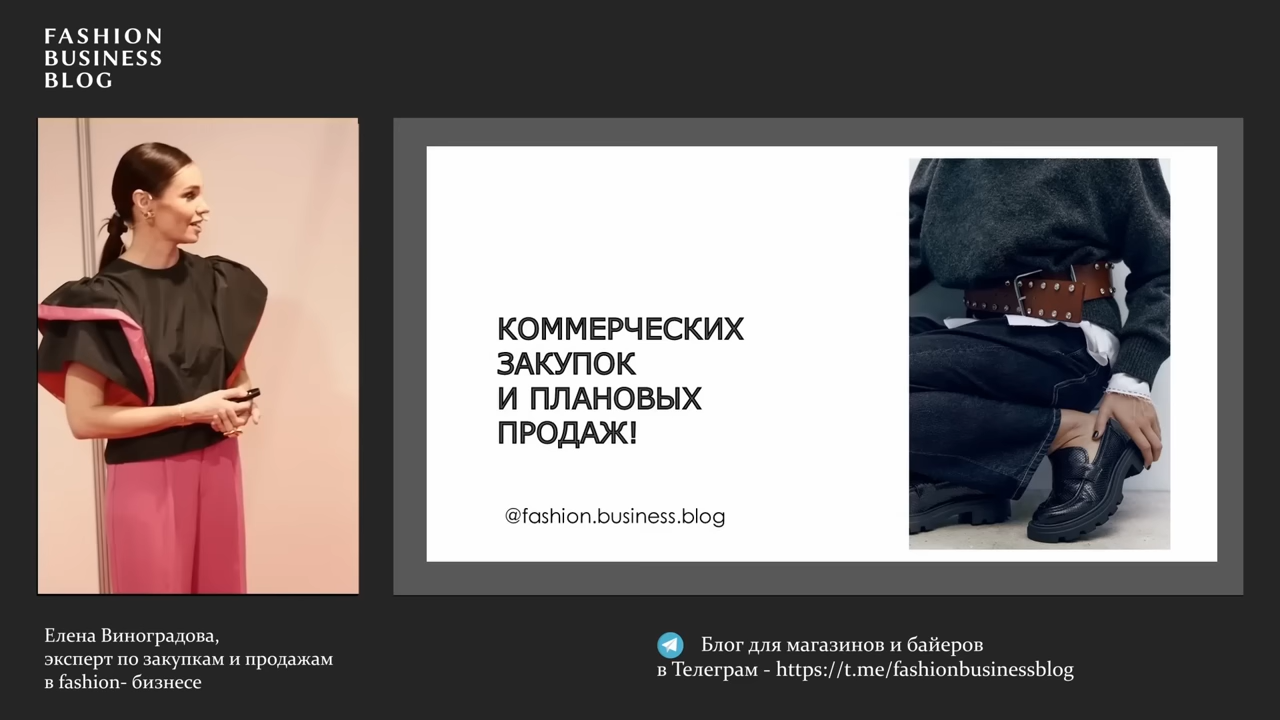 FASHION
BUSINESS
BLOG
КОММЕРЧЕСКИХ
ЗАКУПОК
И ПЛАНОВЫХ
ПРОДАЖ!
@fashion.business.blog
Елена Виноградова,
эксперт по закупкам и продажам
в fashion- бизнесе
Блог для магазинов и байеров
в Телеграм - https://t.me/fashionbusinessblog